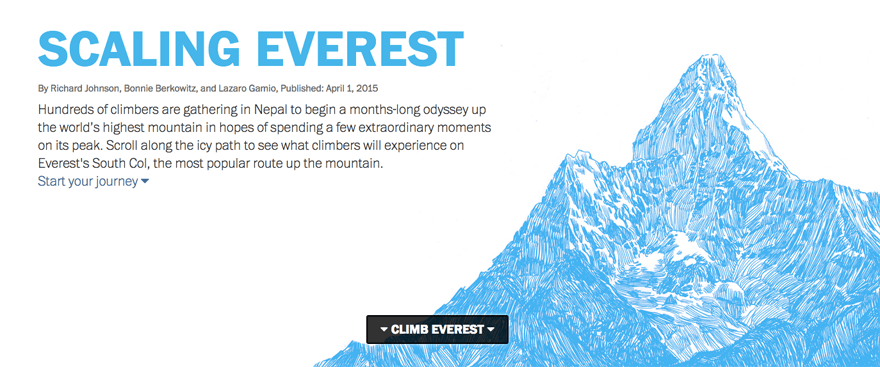 SCALING EVEREST
By Richard Johnson, Bonnie Berkowitz, and Lazaro Gamio, Published: April 1, 2015
Hundreds of climbers are gathering in Nepal to begin a months-long odyssey up
the world's highest mountain in hopes of spending a few extraordinary moments
on its peak. Scroll along the icy path to see what climbers will experience on
Everest's South Col, the most popular route up the mountain.
Start your journey
CLIMB EVEREST